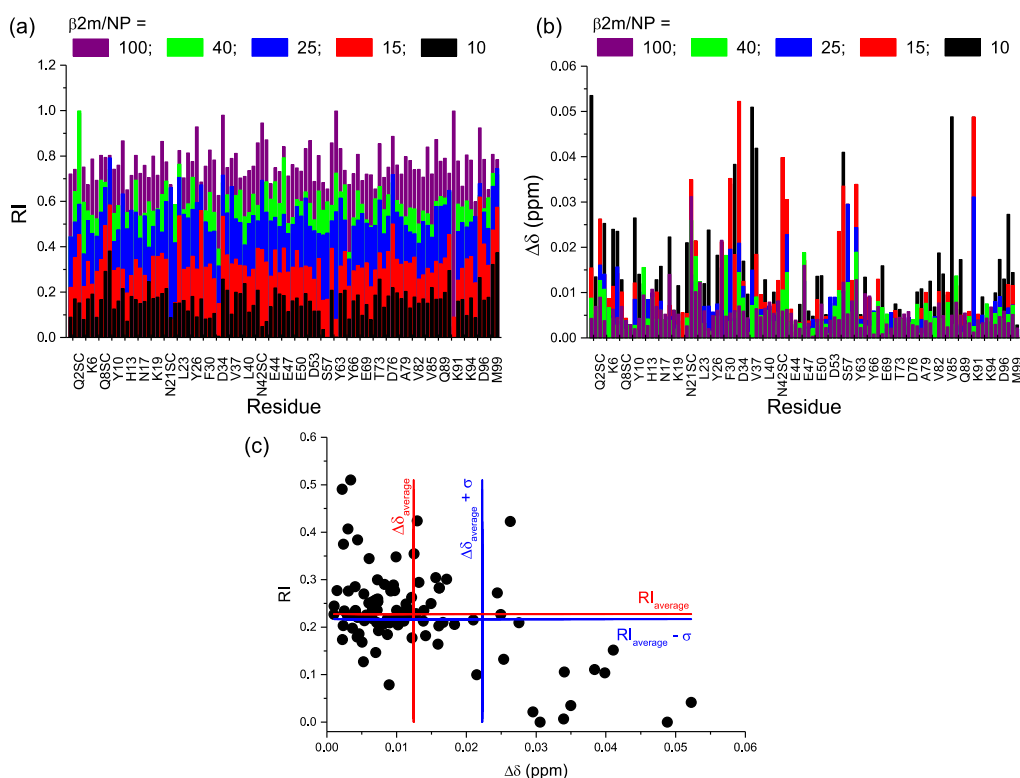 (a)
β2m/NP =
100; 40; 25; 15; 10
RI
1.2
1.0
0.8
0.6
0.4
0.2
0.0
Q2SC K6 Q8SC Y10 H13 N17 K19 N21SC L23 Y26 F30 D34 V37 L40 N42SC E44 E47 E50 D53 S57 Y63 Y66 E69 T73 D76 A79 V82 V85 Q89 K91 K94 D96 M99
Residue
(b)
β2m/NP =
100; 40; 25; 15; 10
Δδ (ppm)
0.06
0.05
0.04
0.03
0.02
0.01
0.00
Q2SC K6 Q8SC Y10 H13 N17 K19 N21SC L23 Y26 F30 D34 V37 L40 N42SC E44 E47 E50 D53 S57 Y63 Y66 E69 T73 D76 A79 V82 V85 Q89 K91 K94 D96 M99
Residue
(c)
RI
0.6
0.5
0.4
0.3
0.2
0.1
0.0
Δδaverage
Δδaverage + σ
RIaverage
RIaverage - σ
0.00 0.01 0.02 0.03 0.04 0.05 0.06
Δδ (ppm)